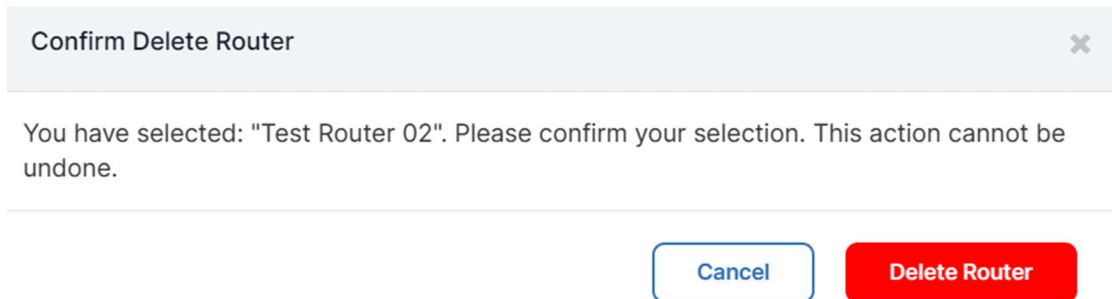 Confirm Delete Router
You have selected: "Test Router 02". Please confirm your selection. This action cannot be
undone.
Cancel
Delete Router